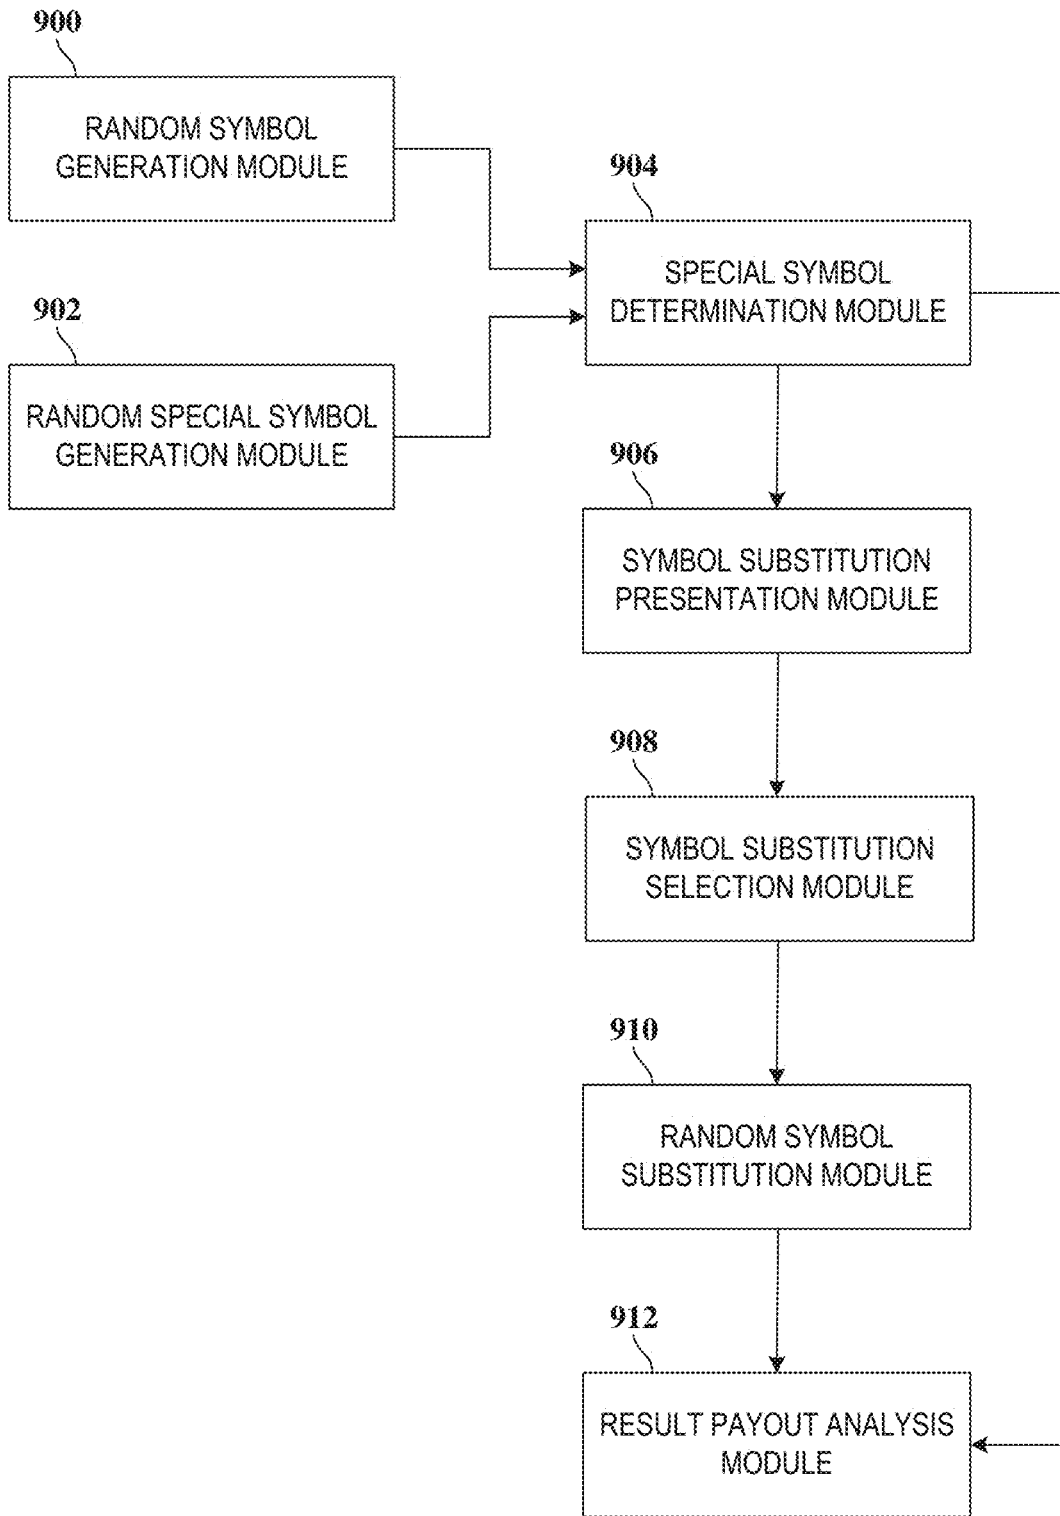 900
RANDOM SYMBOL
GENERATION MODULE
904
SPECIAL SYMBOL
DETERMINATION MODULE
902
RANDOM SPECIAL SYMBOL
GENERATION MODULE
906
SYMBOL SUBSTITUTION
PRESENTATION MODULE
908
SYMBOL SUBSTITUTION
SELECTION MODULE
910
RANDOM SYMBOL
SUBSTITUTION MODULE
912
RESULT PAYOUT ANALYSIS
MODULE